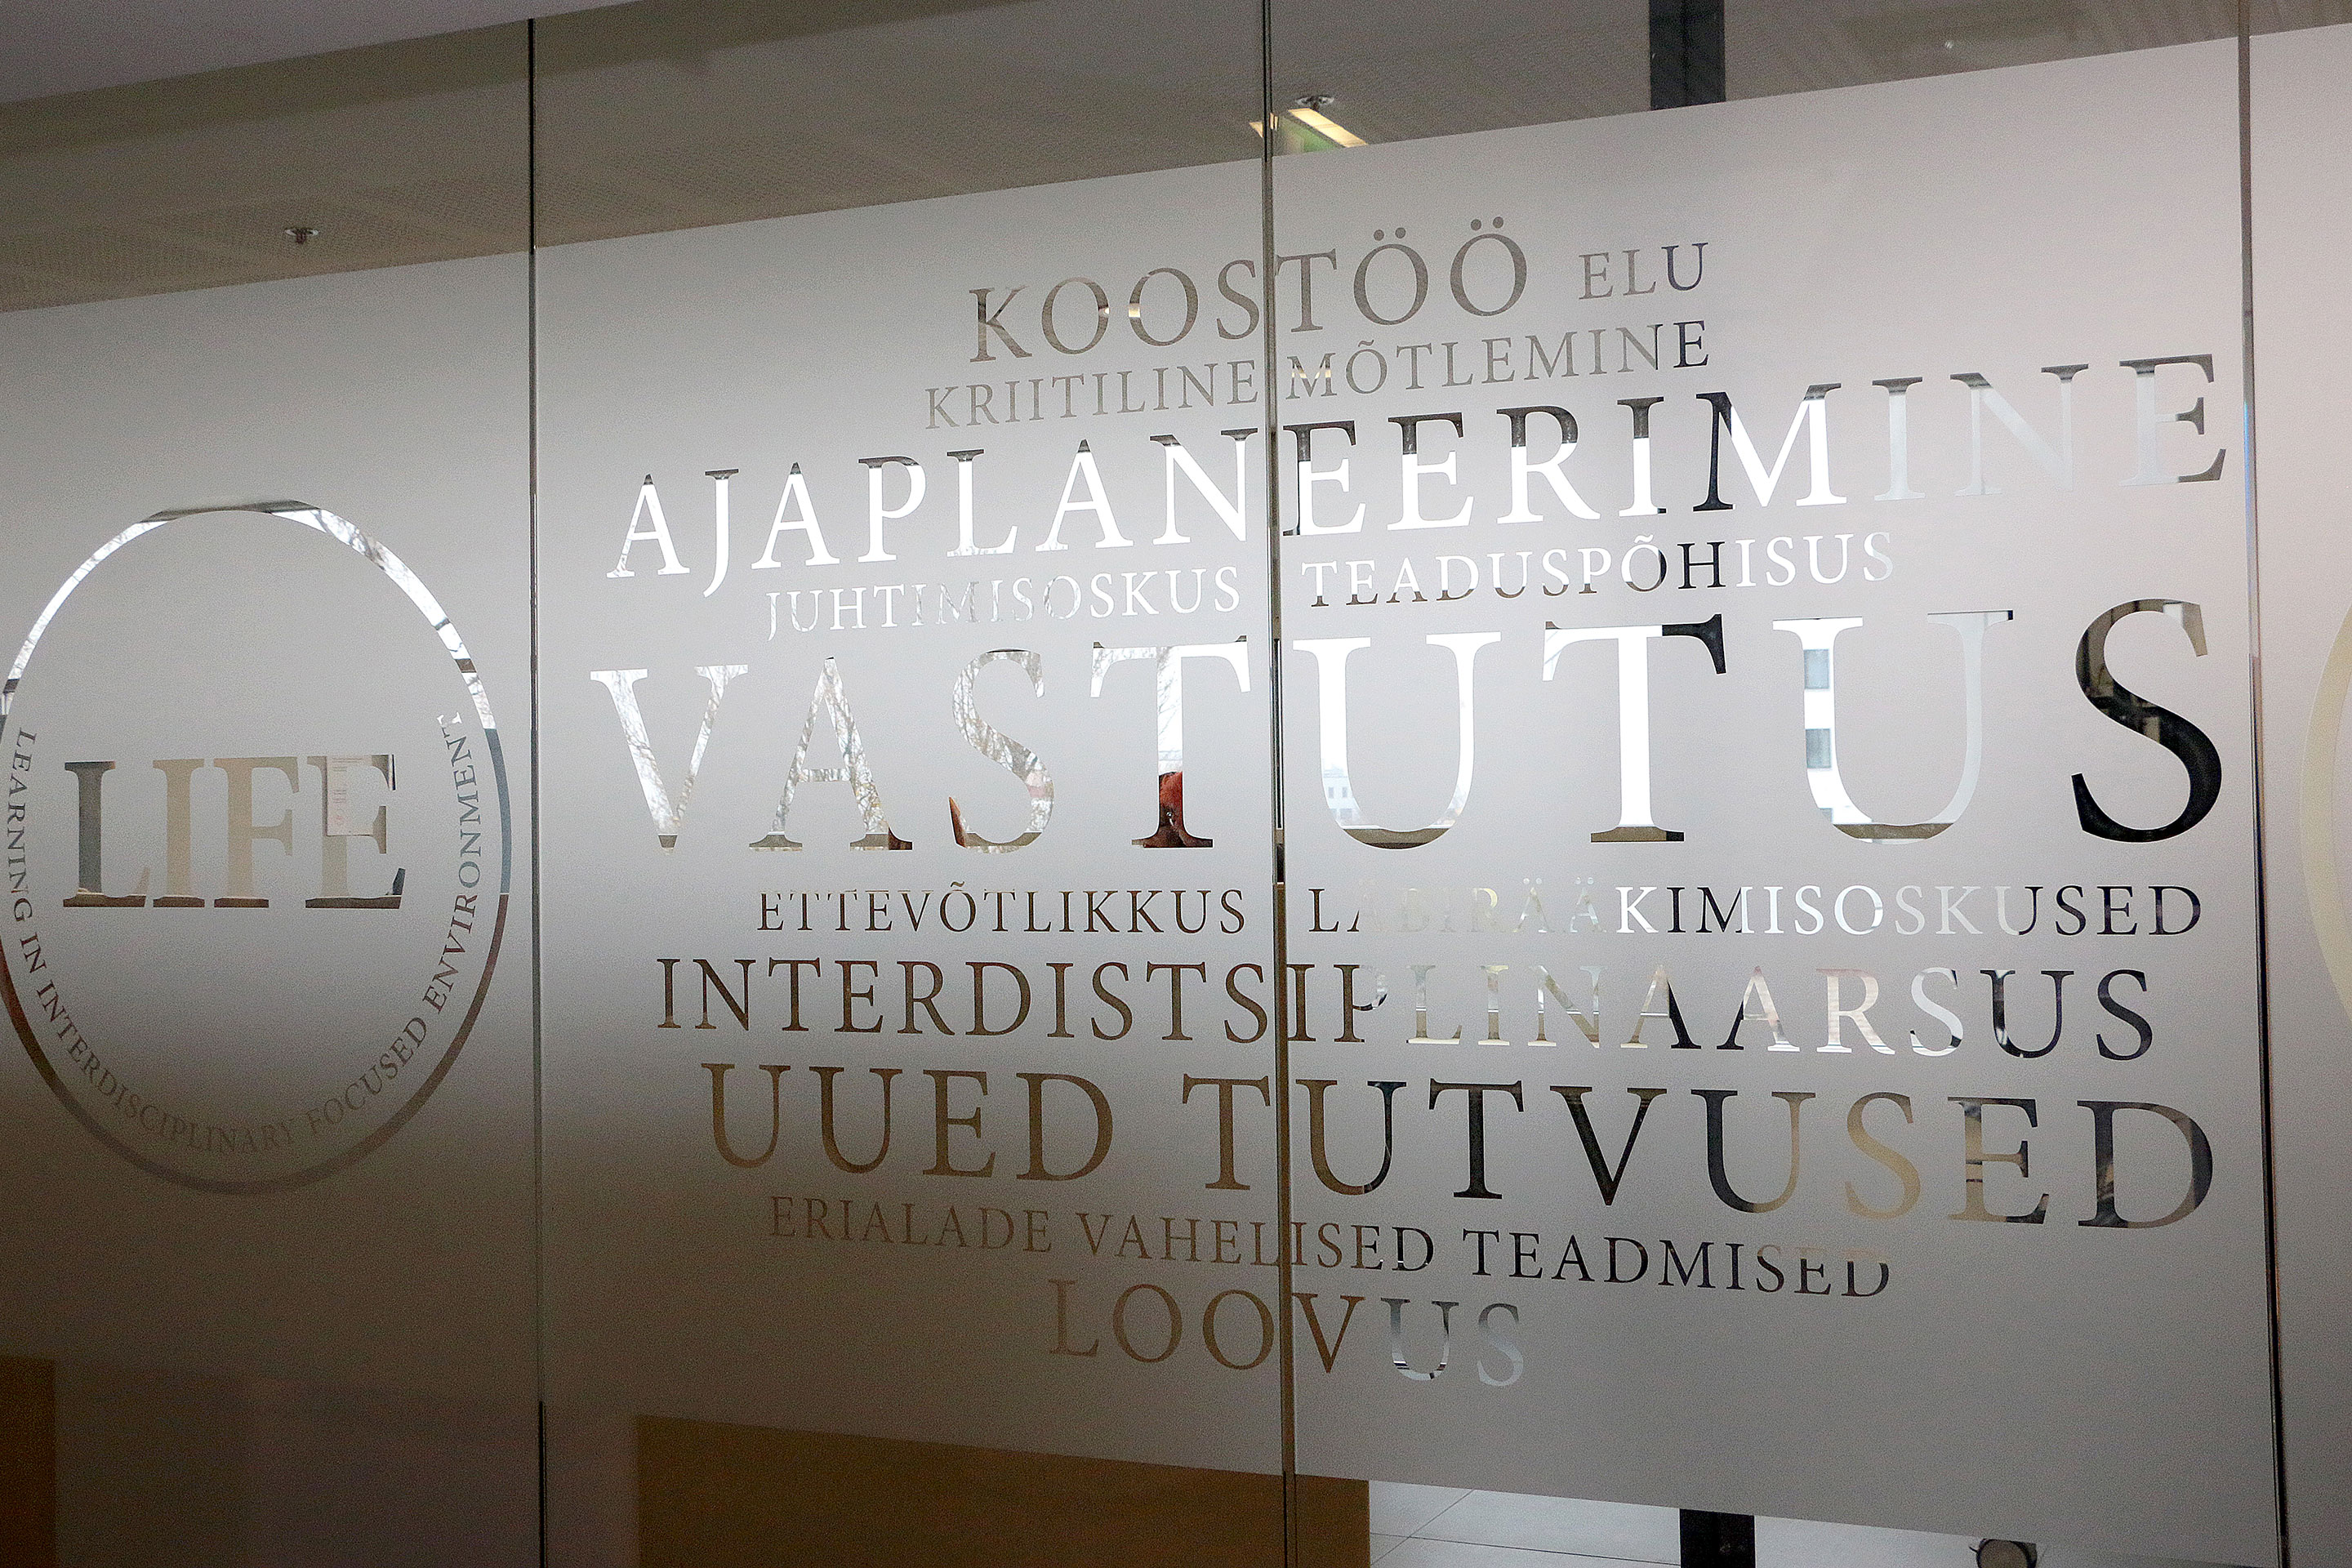 LIFE
LEARNING IN INTERDISCIPLINARY FOCUSED ENVIRONMENT
KOOSTÖÖ ELU
KRIITILINE MÕTLEMINE
AJAPLANEERIMINE
JUHTIMISOSKUS TEADUSPÕHISUS
VASTUTUS
ETTEVÕTLIKKUS LÄBIRÄÄKIMISOSKUSED
INTERDISTSIPLINAARSUS
UUED TUTVUSED
ERIALADE VAHELISED TEADMISED
LOOVUS